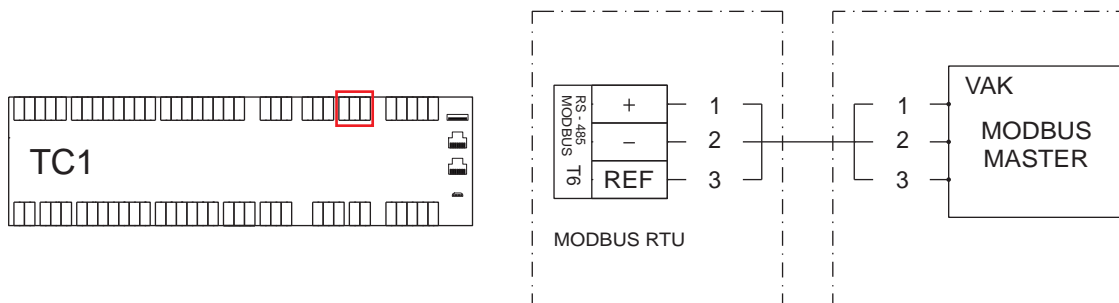 TC1
RS - 485
MODBUS
T6
+
−
REF
1
2
3
MODBUS RTU
1
2
3
VAK
MODBUS
MASTER